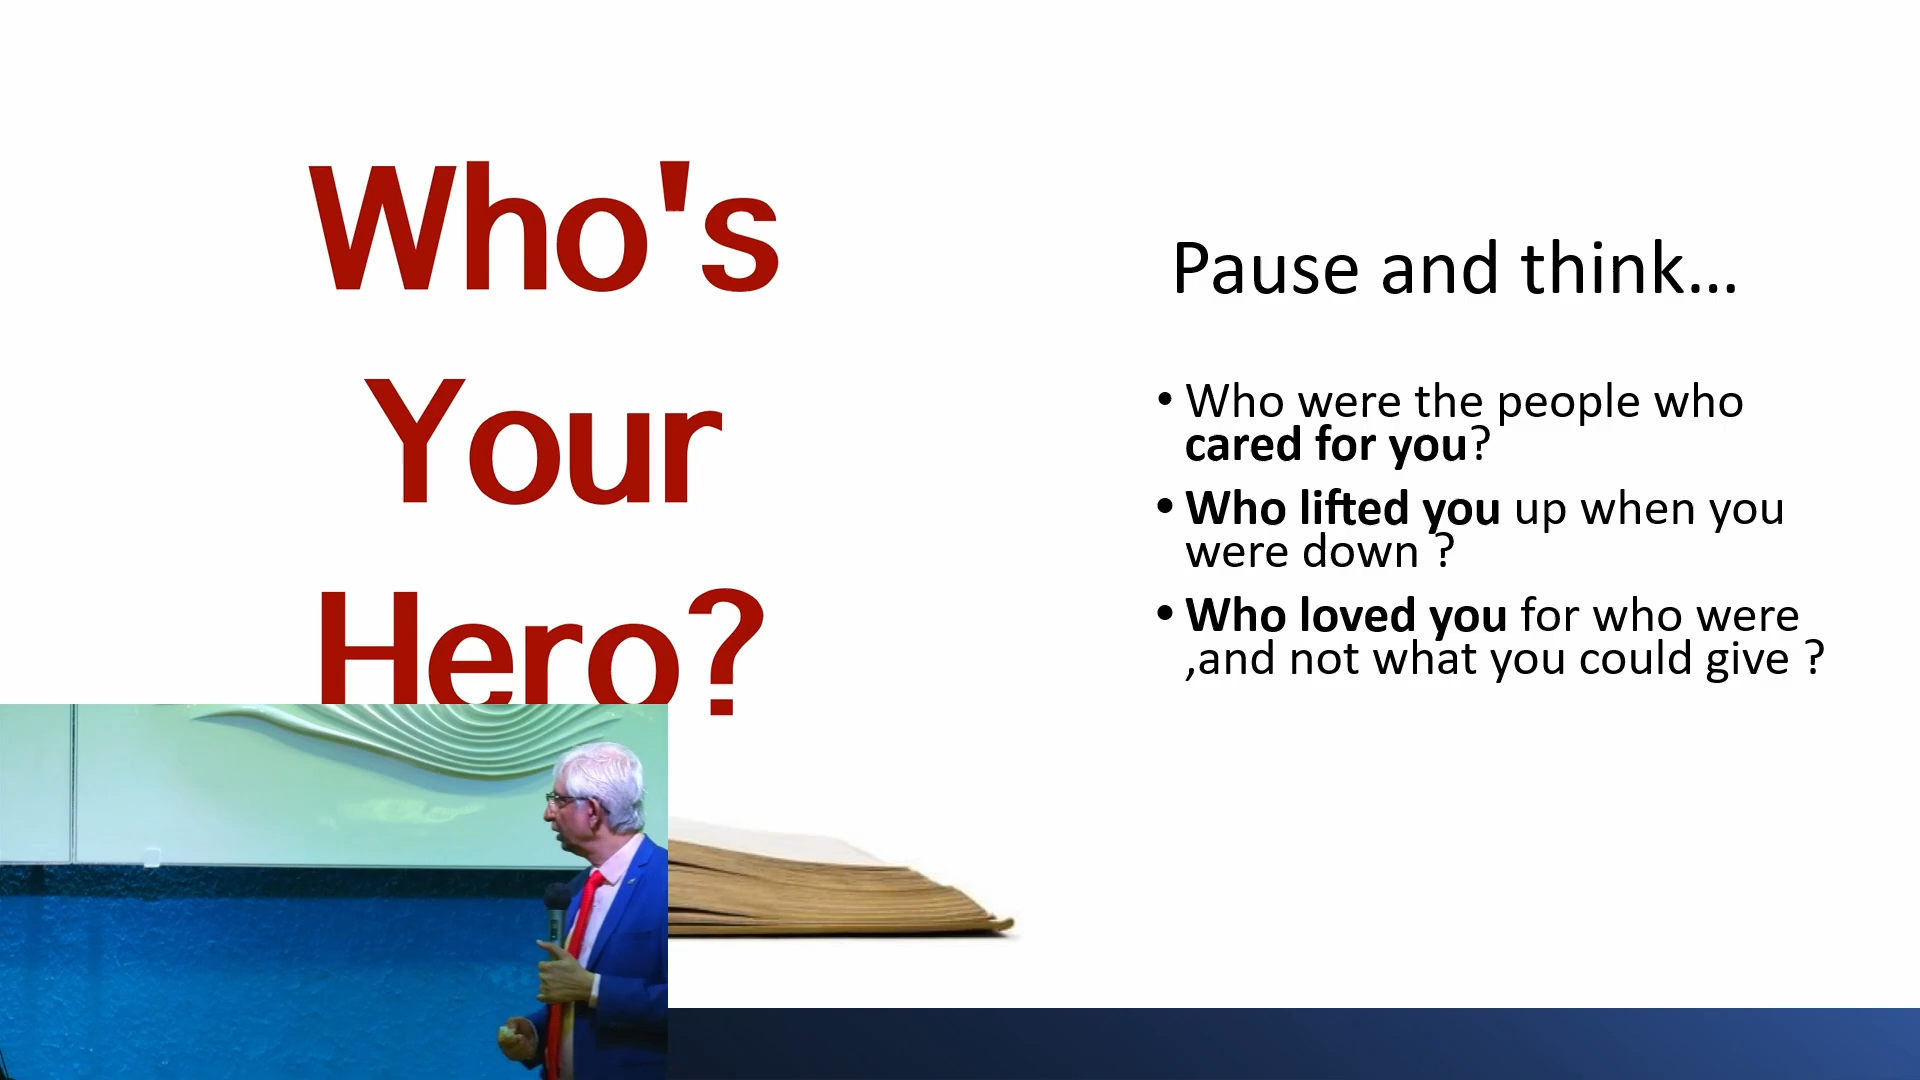 Who's
Your
Hero?
Pause and think...
• Who were the people who
cared for you?
• Who lifted you up when you
were down ?
• Who loved you for who were
,and not what you could give ?